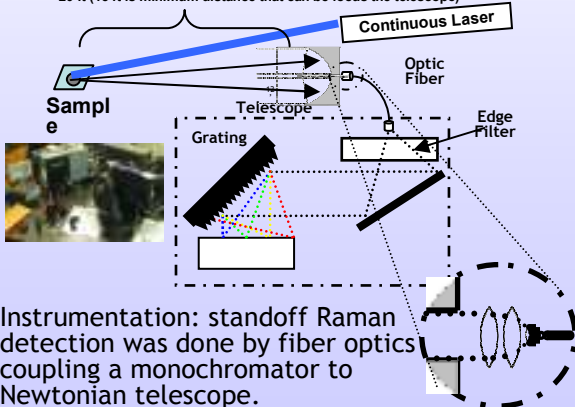 Continuous Laser
Optic
Fiber
Sampl
e
Telescope
Edge
Filter
Grating
Instrumentation: standoff Raman
detection was done by fiber optics
coupling a monochromator to
Newtonian telescope.